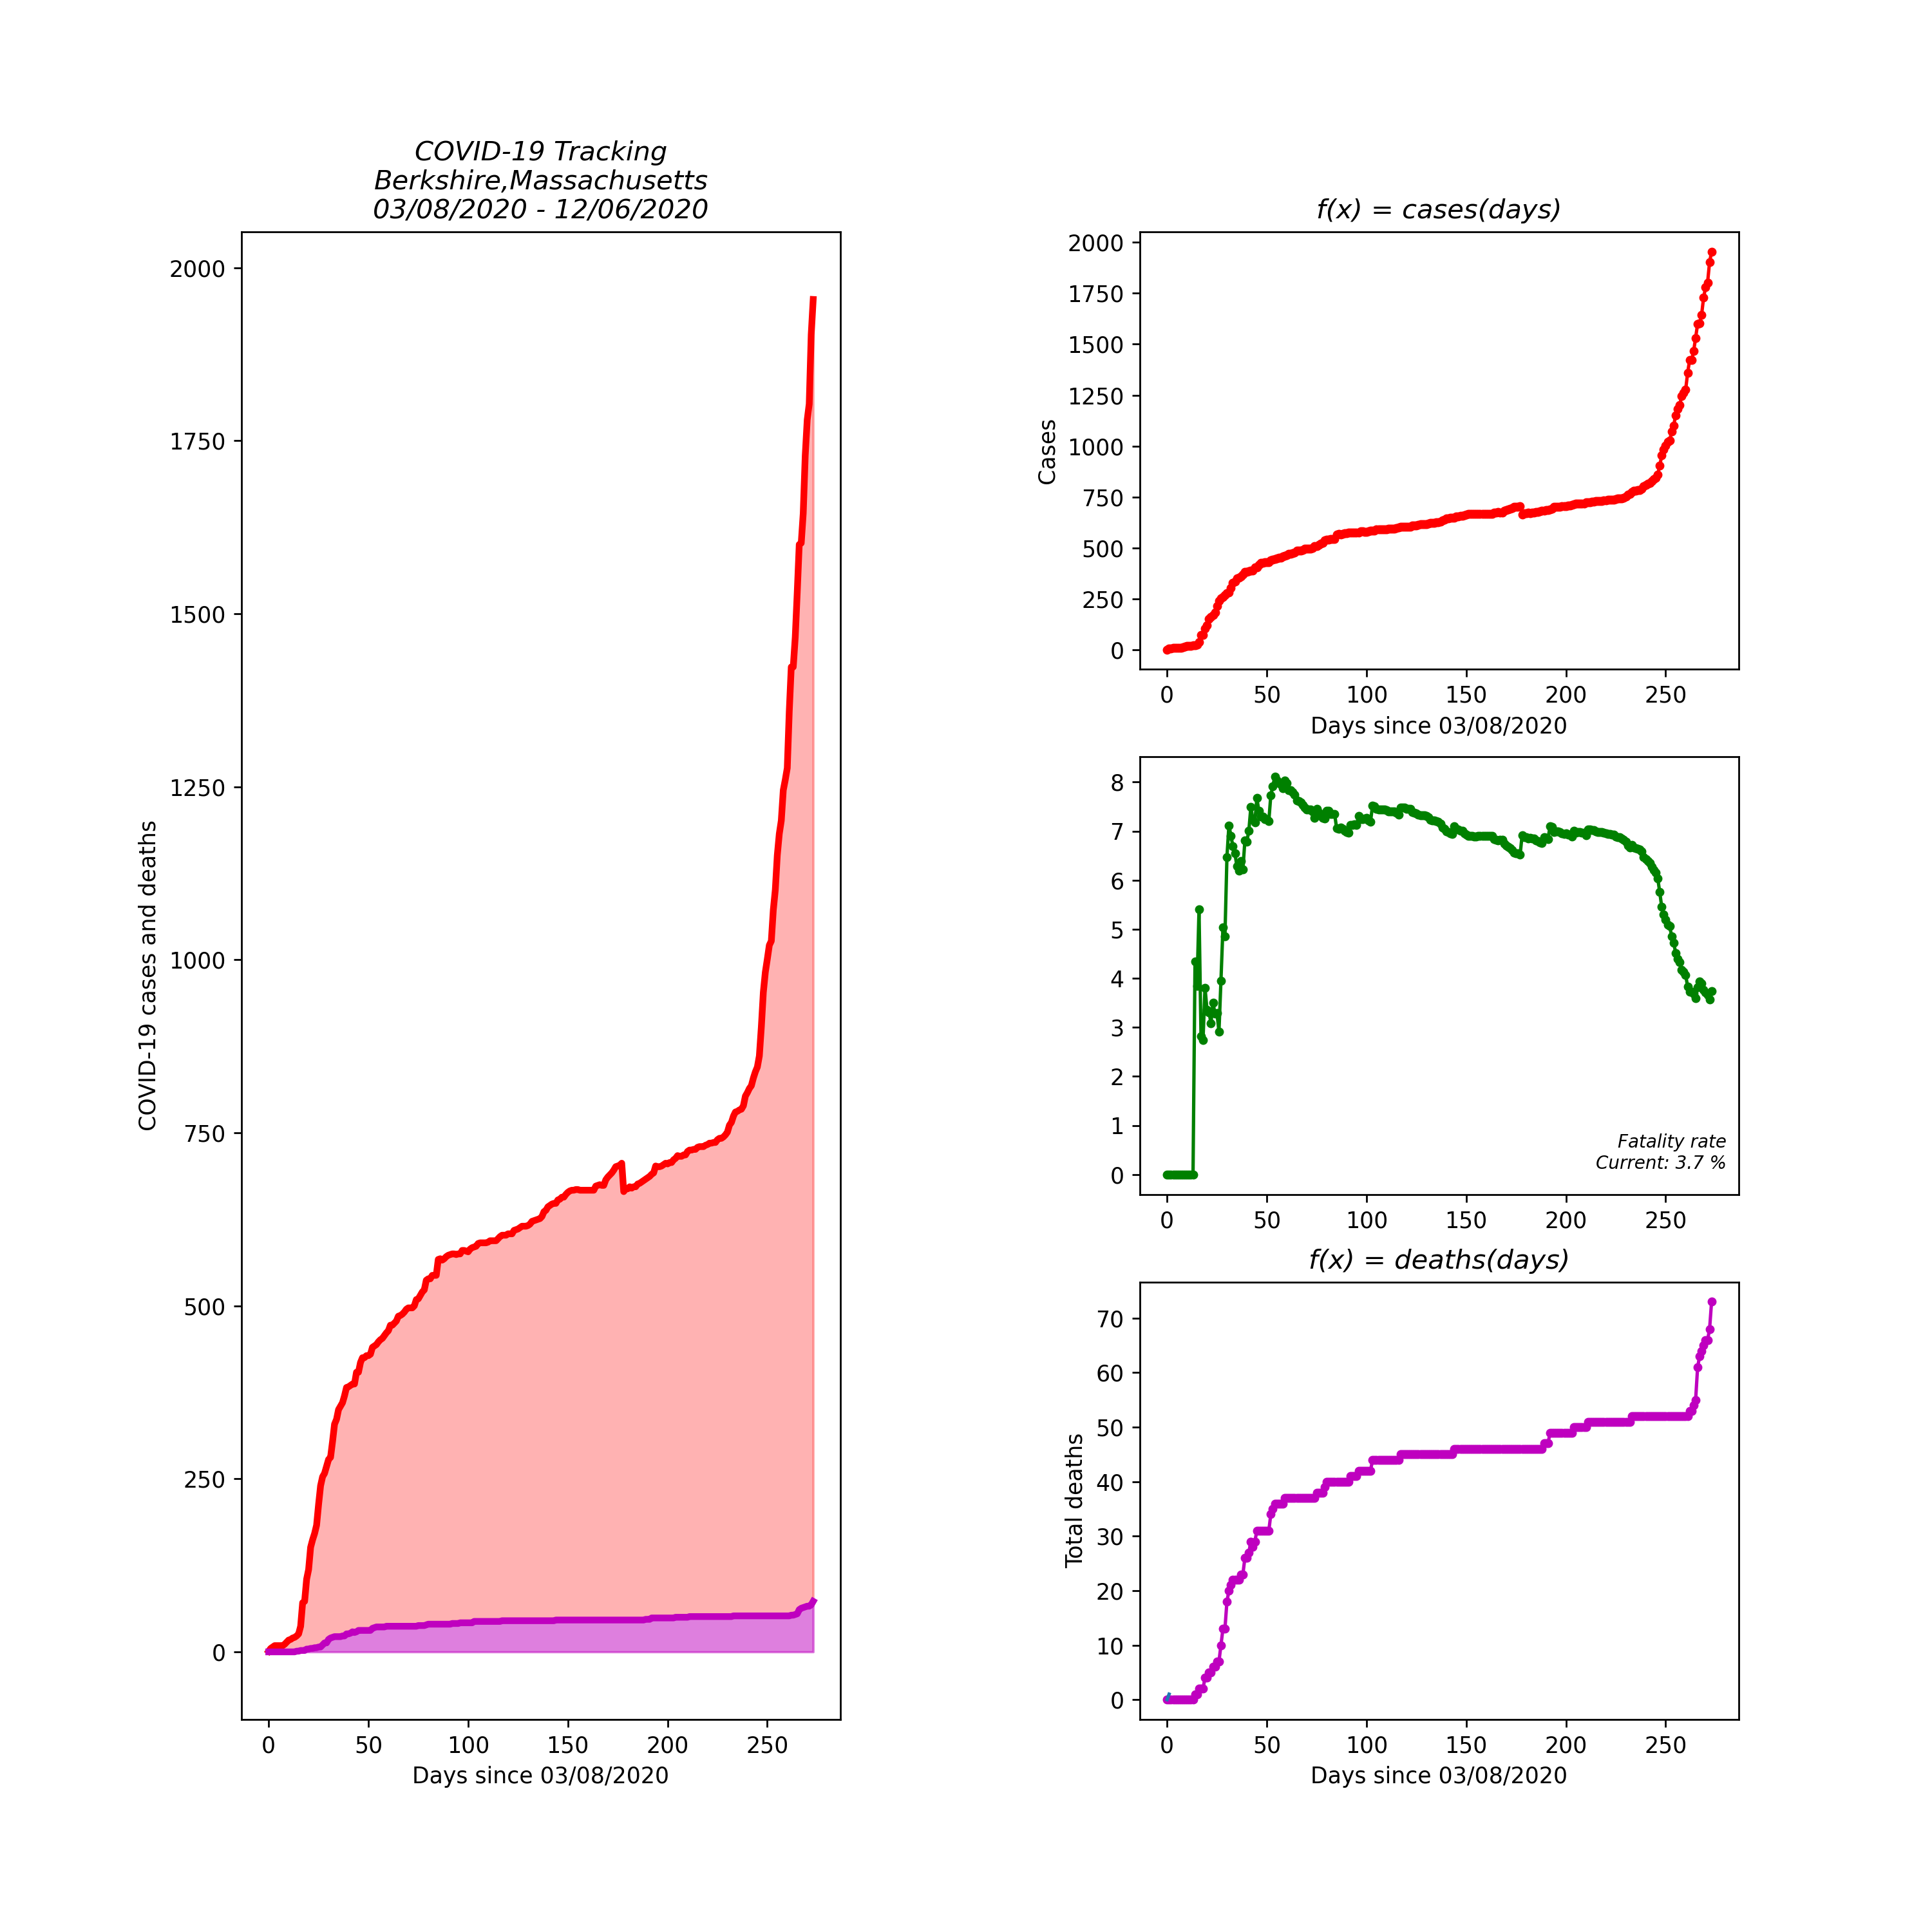 COVID-19 Tracking
Berkshire,Massachusetts
03/08/2020 - 12/06/2020
COVID-19 cases and deaths
2000
1750
1500
1250
1000
750
500
250
0
0 50 100 150 200 250
Days since 03/08/2020
f(x) = cases(days)
Cases
2000
1750
1500
1250
1000
750
500
250
0
0 50 100 150 200 250
Days since 03/08/2020
8
7
6
5
4
3
2
1
0
Fatality rate
Current: 3.7 %
0 50 100 150 200 250
f(x) = deaths(days)
Total deaths
70
60
50
40
30
20
10
0
0 50 100 150 200 250
Days since 03/08/2020